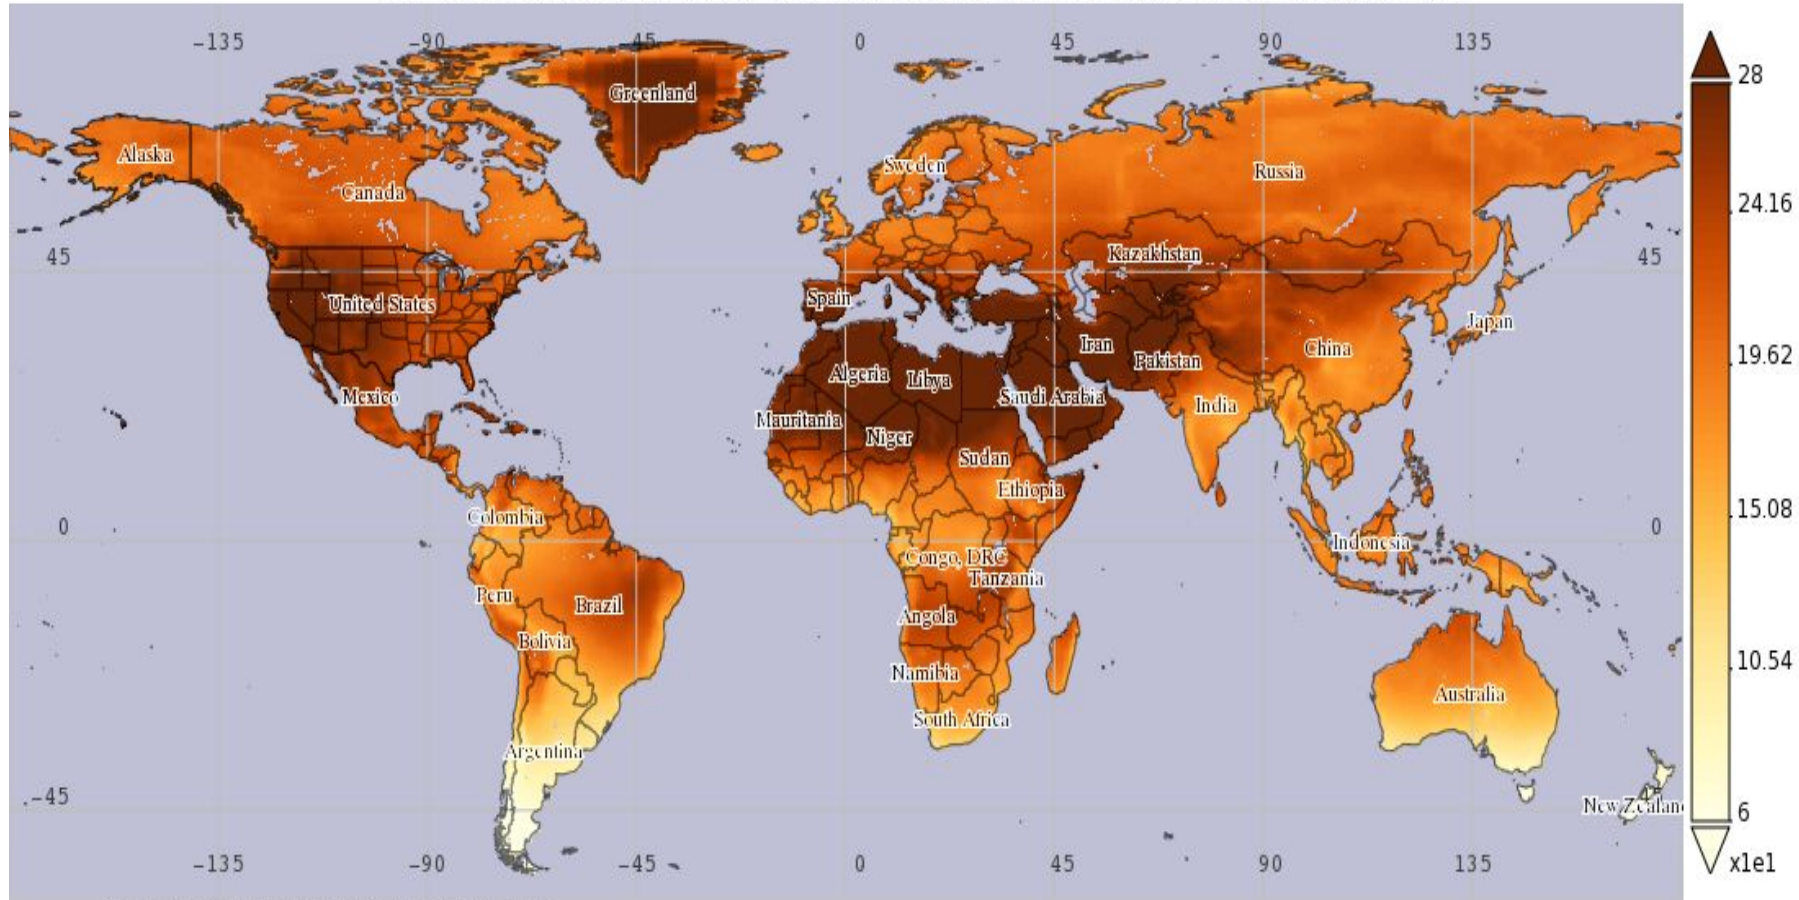 -135 -90 -45 0 45 90 135
28
Greenland
Alaska
Sweden
Russia
Canada
24.16
45 Kazakhstan 45
United States
Spain
Japan
Iran
China
Pakistan
19.62
Algeria
Libya
Mexico
Saudi Arabia
India
Mauritania
Niger
Sudan
Ethiopia
15.08
Colombia
0 0
Indonesia
Congo, DRC
Tanzania
Peru
Brazil
Angola
Bolivia
10.54
Namibia
Australia
South Africa
Argentina
-45
New Zealan
6
-135 -90 -45 0 45 90 135
x1e1